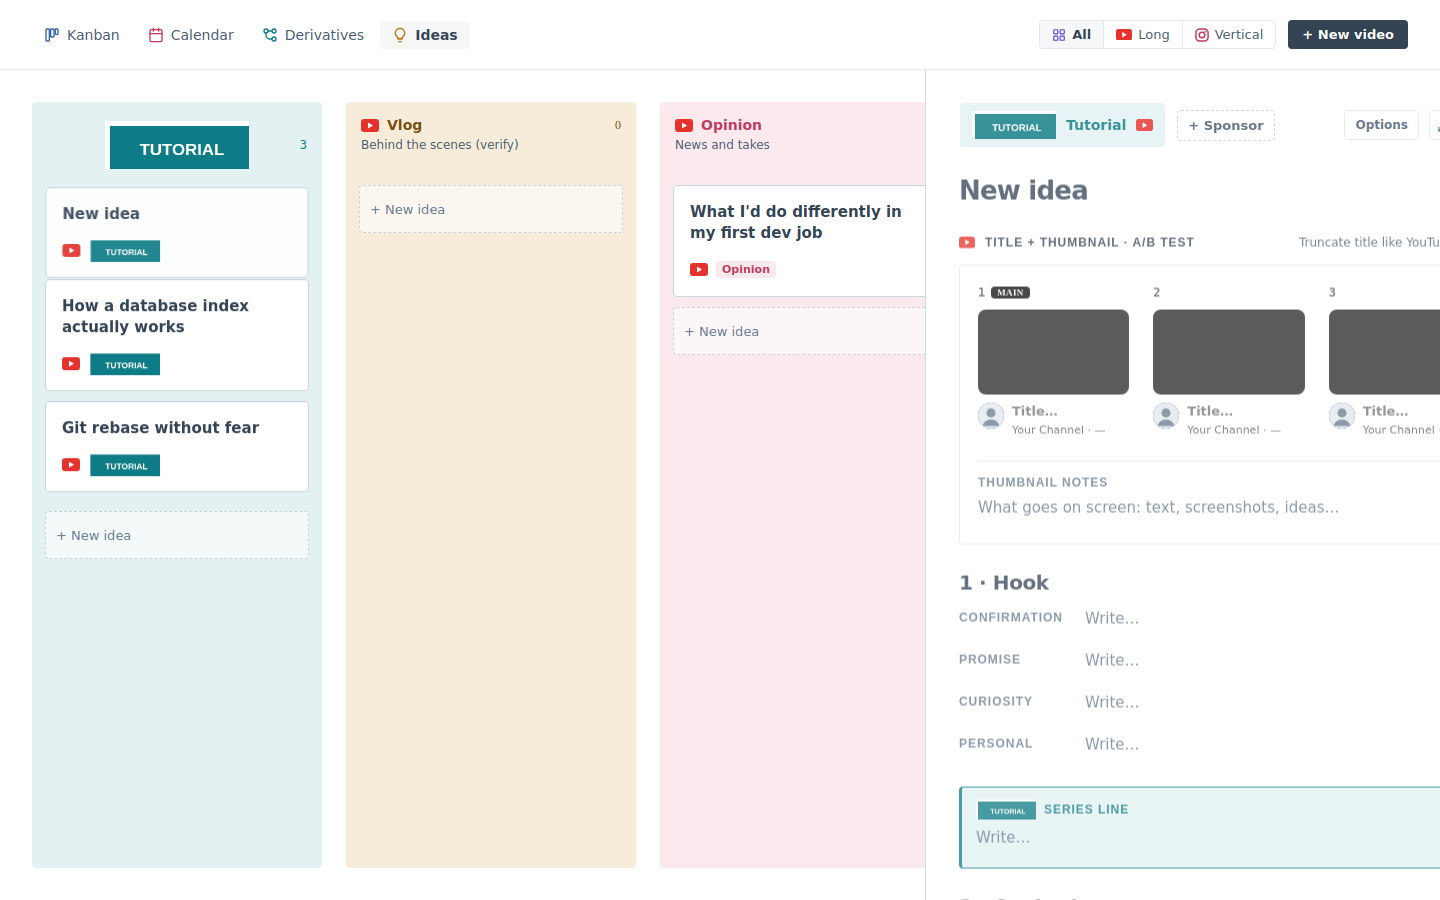 Kanban
Calendar
Derivatives
Ideas
All
Long
Vertical
+ New video
TUTORIAL
3
New idea
TUTORIAL
How a database index
actually works
TUTORIAL
Git rebase without fear
TUTORIAL
+ New idea
Vlog
0
Behind the scenes (verify)
+ New idea
Opinion
News and takes
What I'd do differently in
my first dev job
Opinion
+ New idea
TUTORIAL
Tutorial
+ Sponsor
Options
New idea
TITLE + THUMBNAIL · A/B TEST
Truncate title like YouTu
1 MAIN
2
3
Title...
Your Channel · —
Title...
Your Channel · —
Title...
Your Channel ·
THUMBNAIL NOTES
What goes on screen: text, screenshots, ideas...
1 · Hook
CONFIRMATION
Write...
PROMISE
Write...
CURIOSITY
Write...
PERSONAL
Write...
TUTORIAL
SERIES LINE
Write...